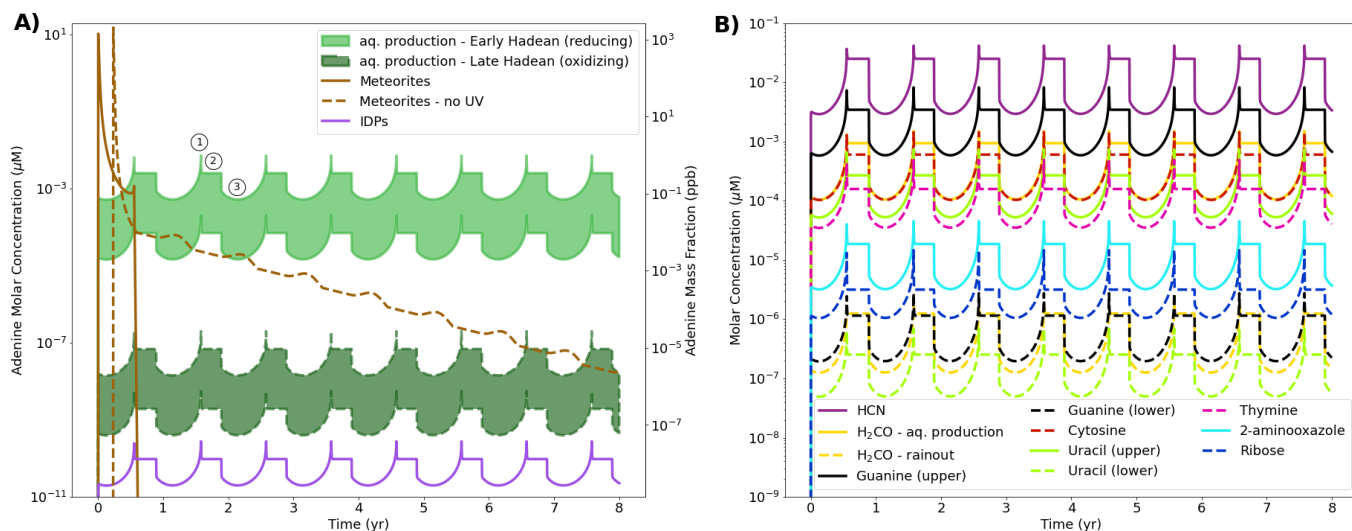 A)
aq. production - Early Hadean (reducing)
aq. production - Late Hadean (oxidizing)
Meteorites
Meteorites - no UV
IDPs
1
2
3
Adenine Molar Concentration (μM)
10¹
10⁻³
10⁻⁷
10⁻¹¹
Adenine Mass Fraction (ppb)
10³
10¹
10⁻¹
10⁻³
10⁻⁵
10⁻⁷
0 1 2 3 4 5 6 7 8
Time (yr)
B)
Molar Concentration (μM)
10⁻¹
10⁻²
10⁻³
10⁻⁴
10⁻⁵
10⁻⁶
10⁻⁷
10⁻⁸
10⁻⁹
HCN
H₂CO - aq. production
H₂CO - rainout
Guanine (upper)
Guanine (lower)
Cytosine
Uracil (upper)
Uracil (lower)
Thymine
2-aminooxazole
Ribose
0 1 2 3 4 5 6 7 8
Time (yr)